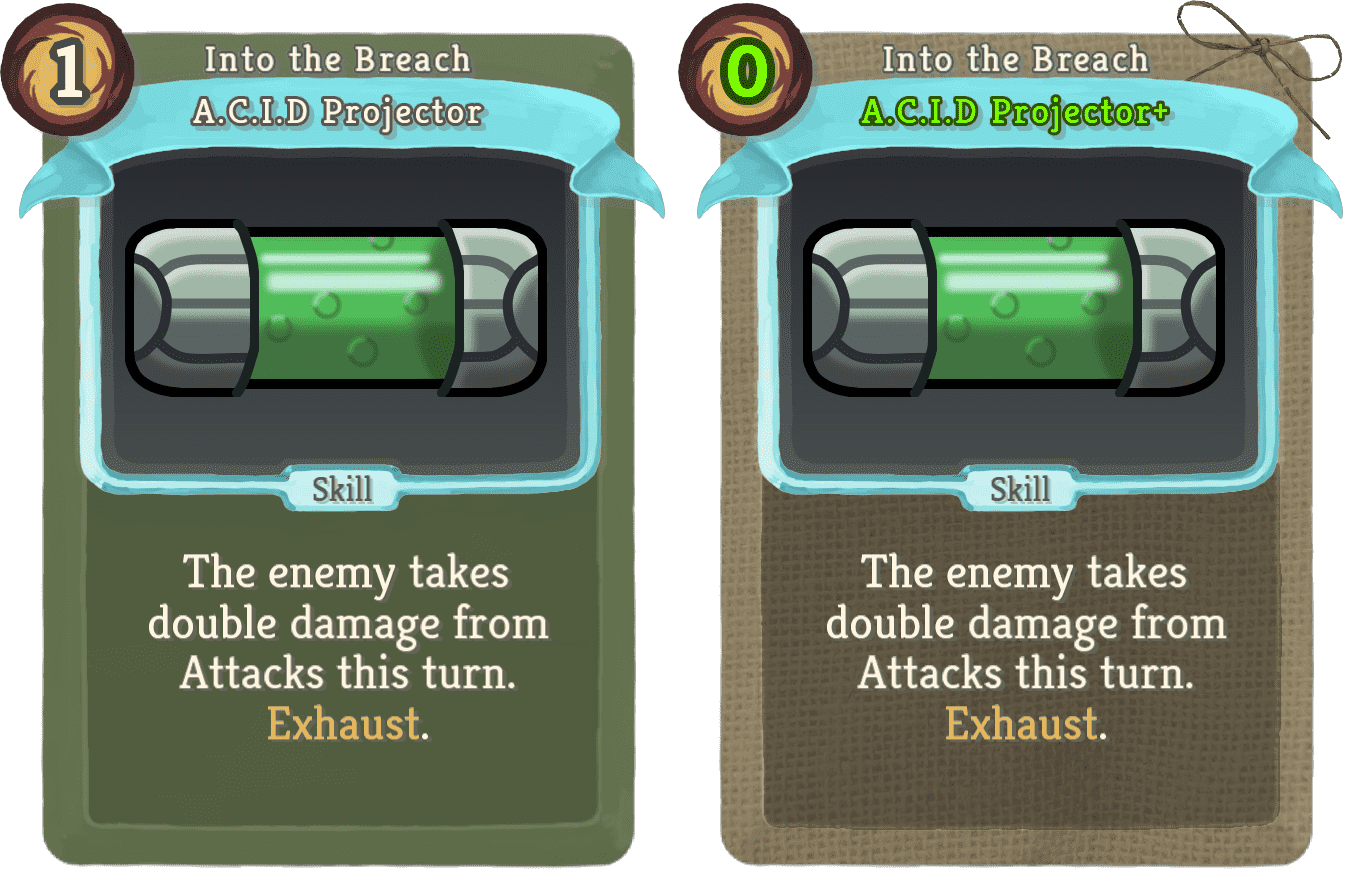 1
Into the Breach
A.C.I.D Projector
Skill
The enemy takes
double damage from
Attacks this turn.
Exhaust.
0
Into the Breach
A.C.I.D Projector+
Skill
The enemy takes
double damage from
Attacks this turn.
Exhaust.